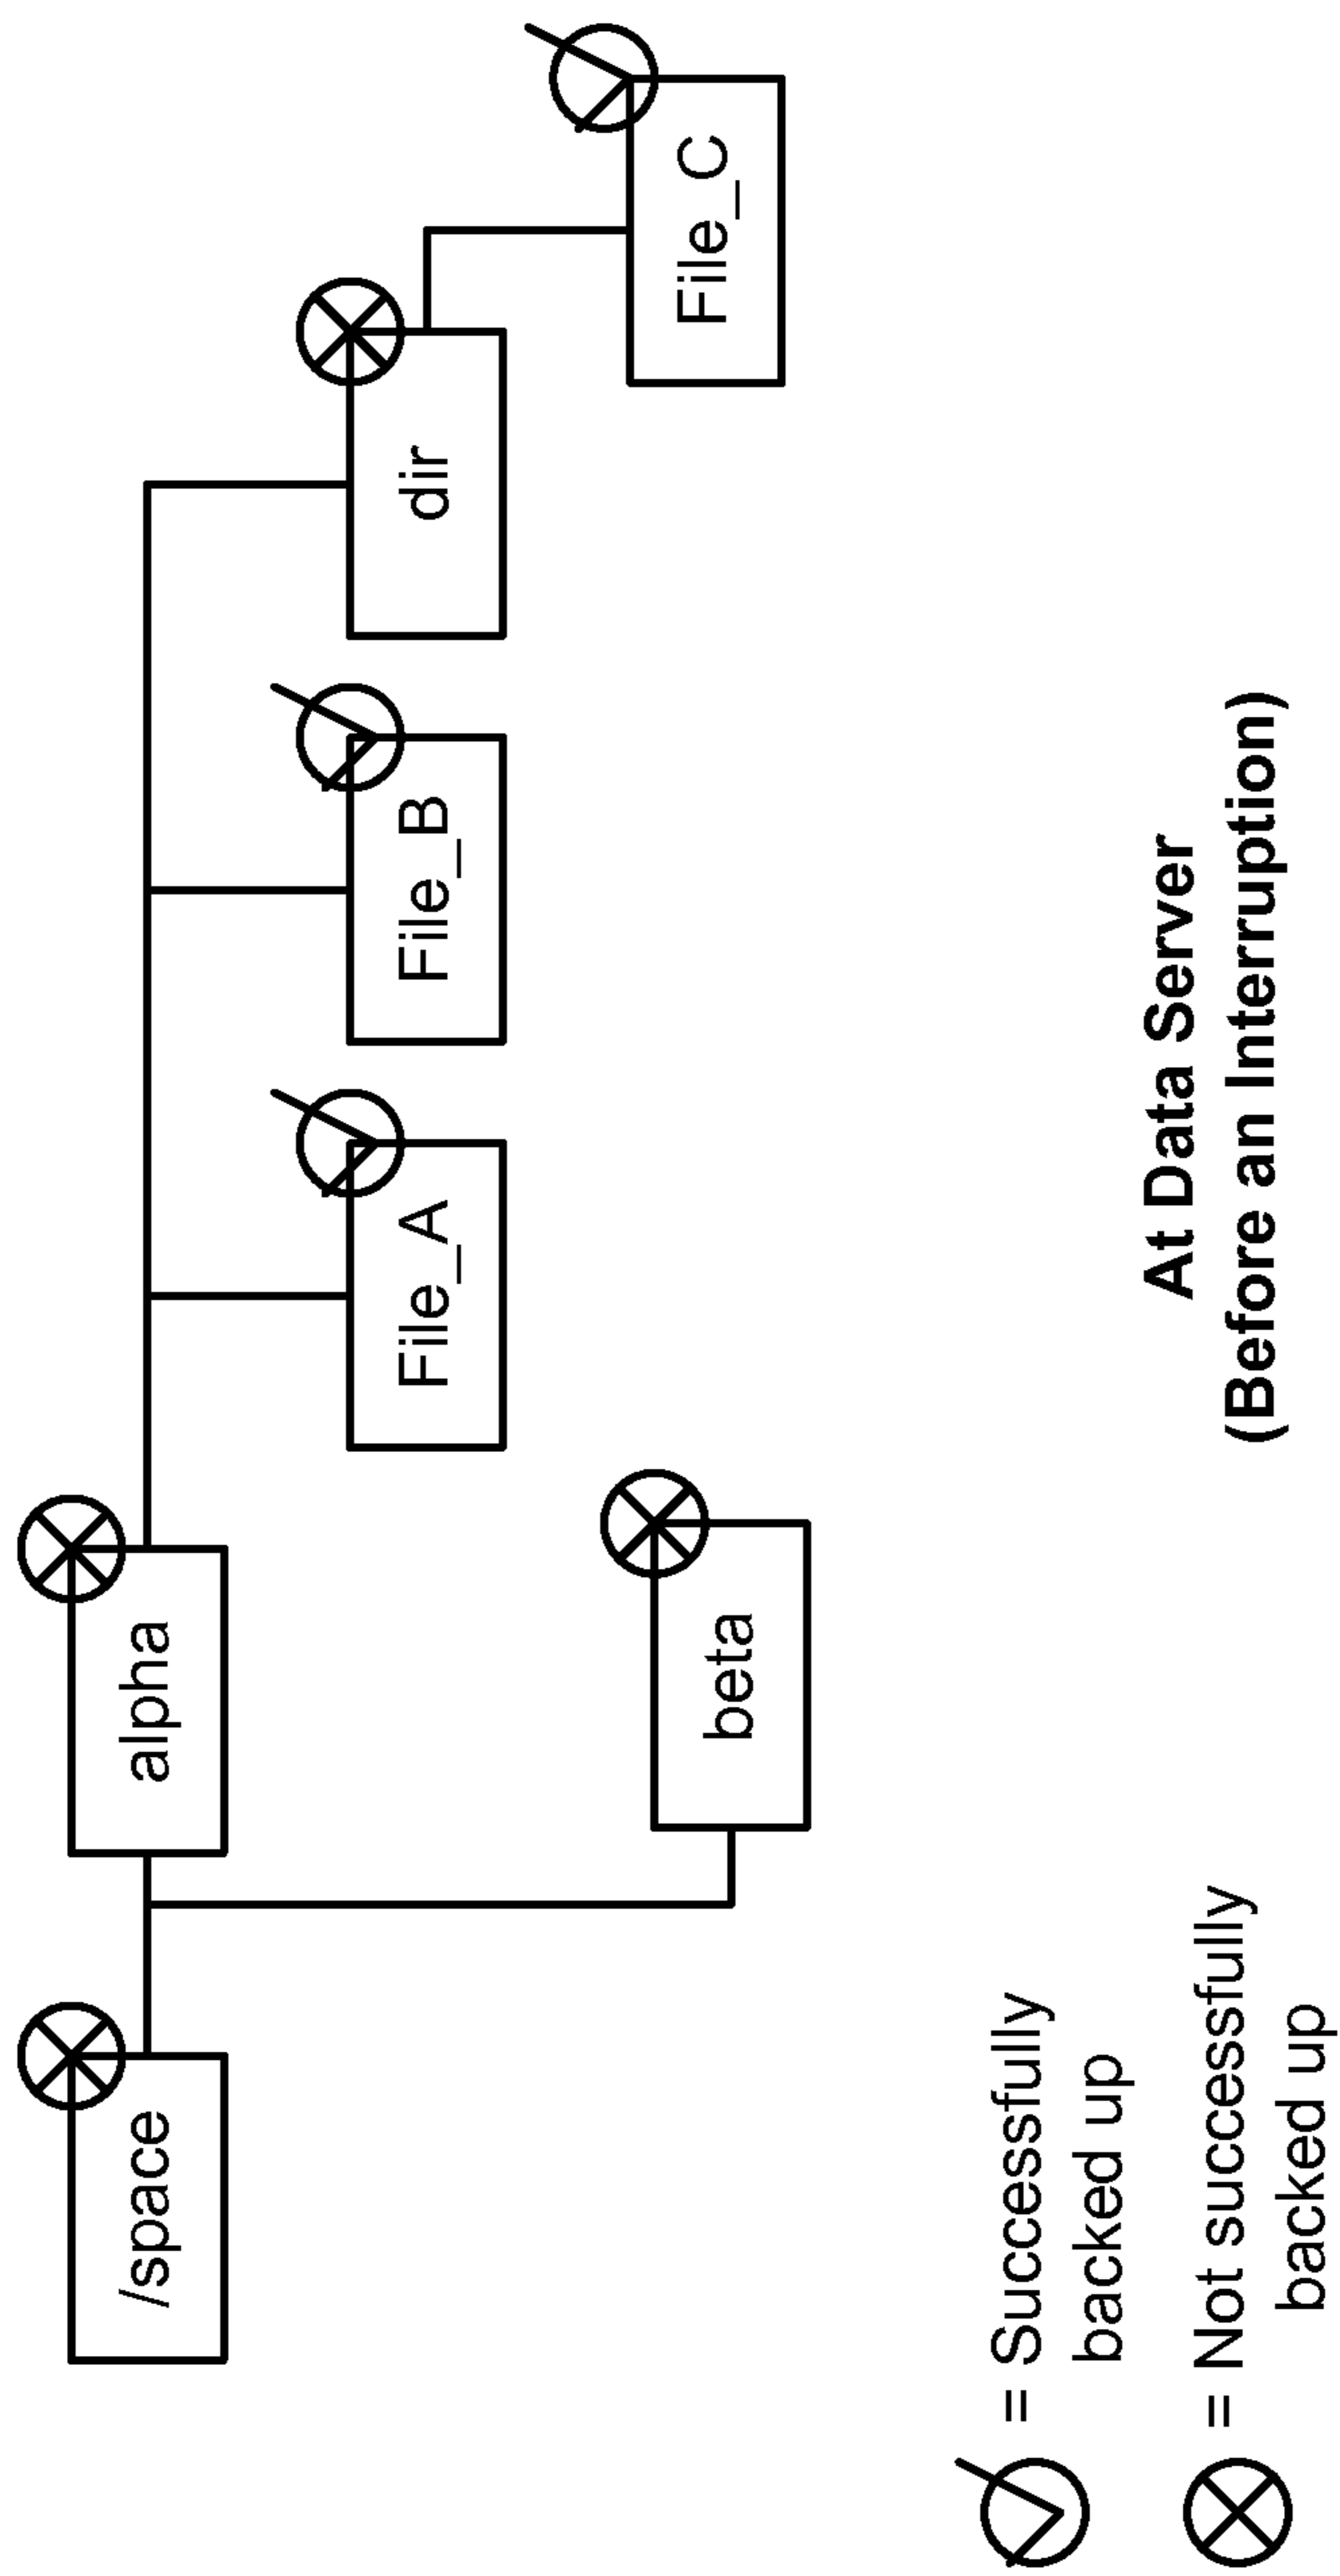 /space
alpha
File_A
File_B
dir
File_C
beta
= Successfully
backed up
= Not successfully
backed up
At Data Server
(Before an Interruption)